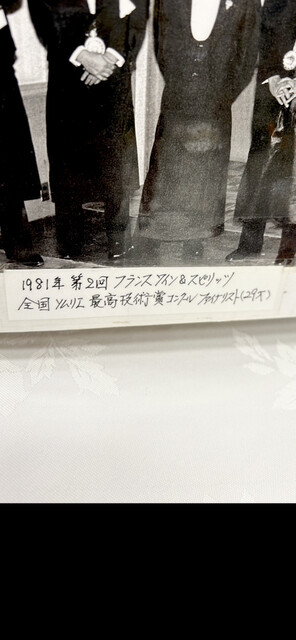 1981年 第2回 フランスワイン&スピリッツ
全国ソムリエ最高技術賞コンクール ファイナリスト(29才)